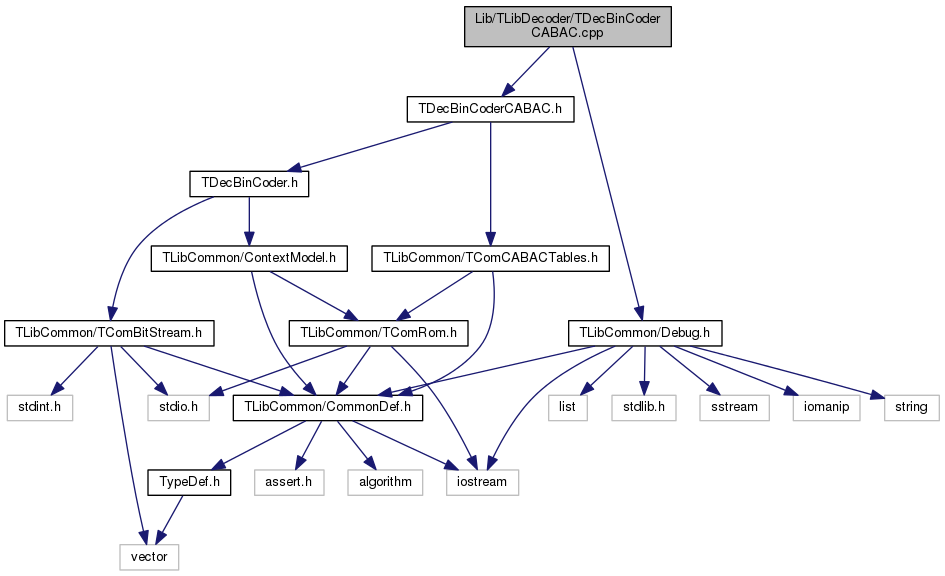 Lib/TLibDecoder/TDecBinCoder
CABAC.cpp
TDecBinCoderCABAC.h
TDecBinCoder.h
TLibCommon/ContextModel.h
TLibCommon/TComCABACTables.h
TLibCommon/TComBitStream.h
TLibCommon/TComRom.h
TLibCommon/Debug.h
stdint.h
stdio.h
TLibCommon/CommonDef.h
list
stdlib.h
sstream
iomanip
string
TypeDef.h
assert.h
algorithm
iostream
vector